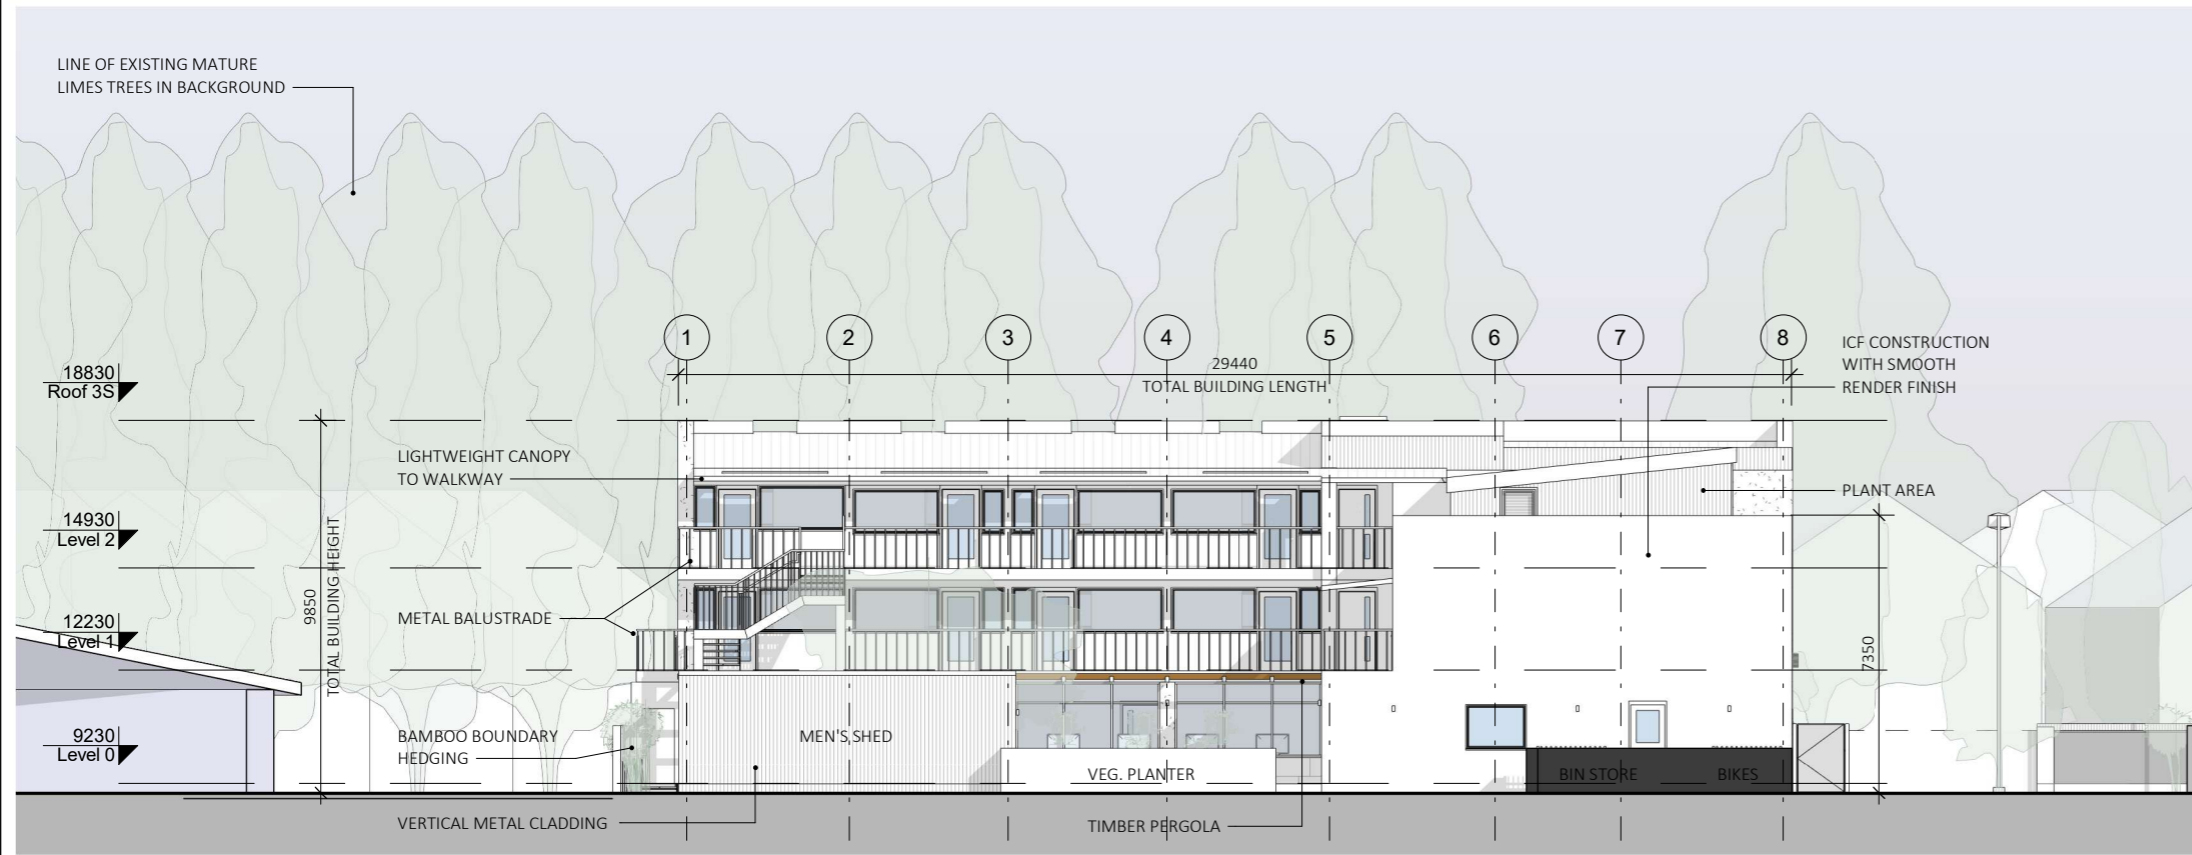 LINE OF EXISTING MATURE
LIMES TREES IN BACKGROUND
1
2
3
4
5
6
7
8
29440
TOTAL BUILDING LENGTH
ICF CONSTRUCTION
WITH SMOOTH
RENDER FINISH
18830
Roof 3S
LIGHTWEIGHT CANOPY
TO WALKWAY
PLANT AREA
14930
Level 2
9850
TOTAL BUILDING HEIGHT
METAL BALUSTRADE
12230
Level 1
7350
9230
Level 0
BAMBOO BOUNDARY
HEDGING
MEN'S SHED
VEG. PLANTER
BIN STORE
BIKES
VERTICAL METAL CLADDING
TIMBER PERGOLA